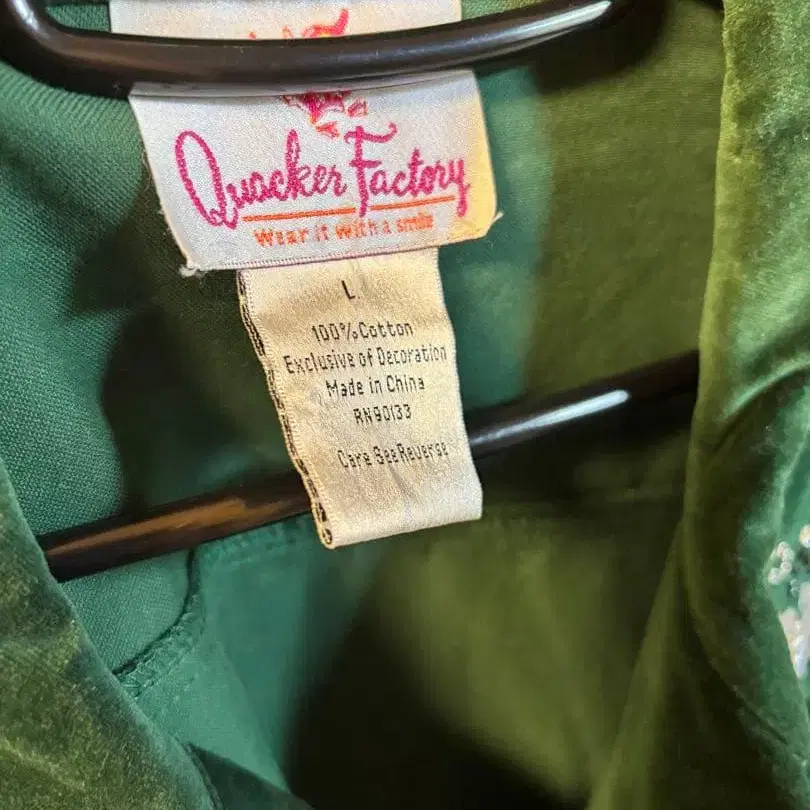 Quacker Factory
Wear it with a smile
L
100%Cotton
Exclusive of Decoration
Made in China
RN90133
Care See Reverse